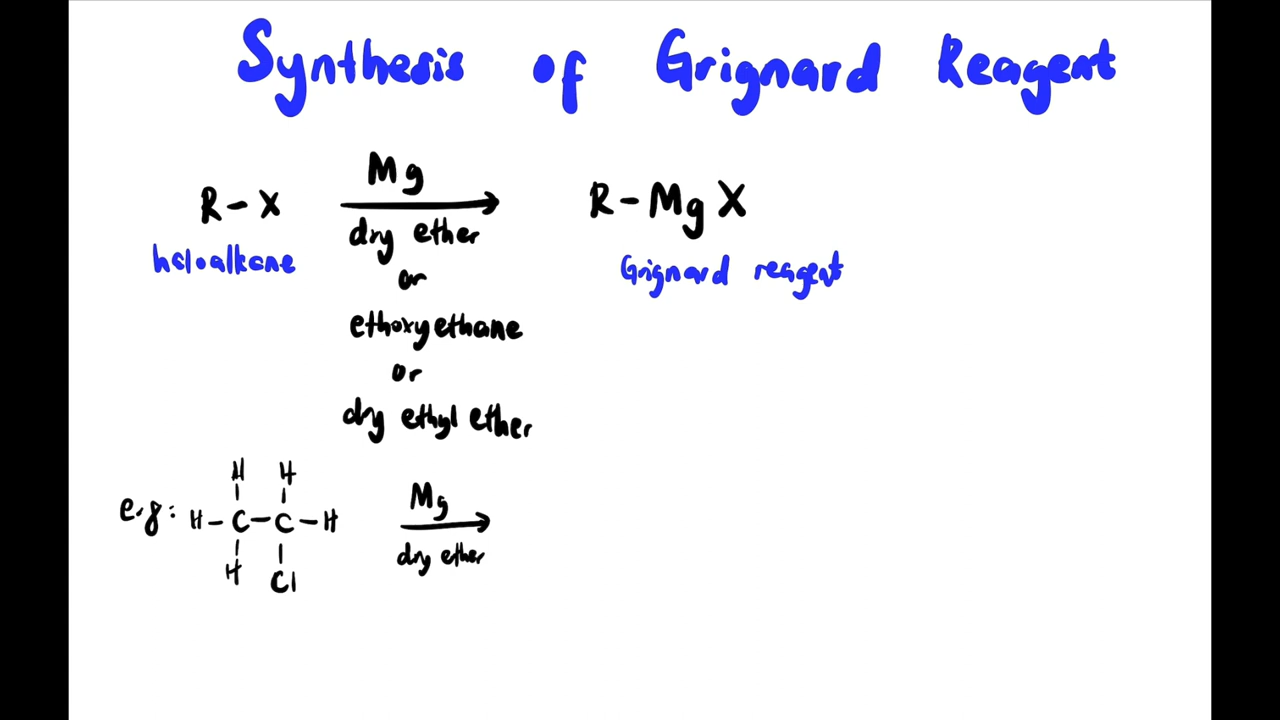 Synthesis of Grignard Reagent
Mg
R - X → R - Mg X
dry ether
haloalkane Grignard reagent
or
ethoxyethane
or
dry ethyl ether
H H
Mg
e.g: H - C - C - H →
dry ether
H Cl